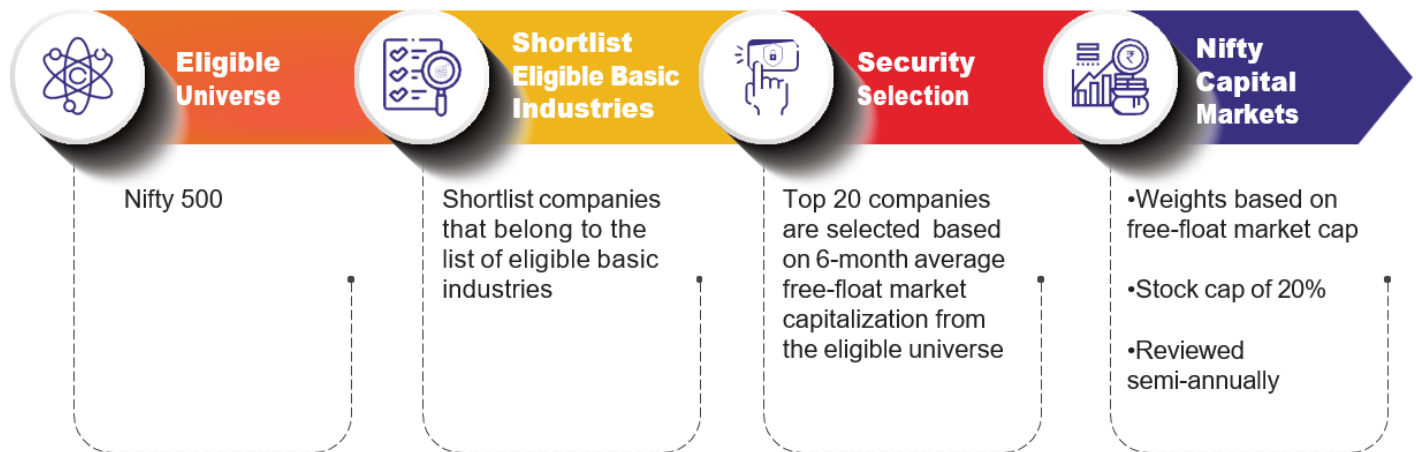 Eligible
Universe
Shortlist
Eligible Basic
Industries
Security
Selection
Nifty
Capital
Markets
Nifty 500
Shortlist companies
that belong to the
list of eligible basic
industries
Top 20 companies
are selected based
on 6-month average
free-float market
capitalization from
the eligible universe
•Weights based on
free-float market cap
•Stock cap of 20%
•Reviewed
semi-annually